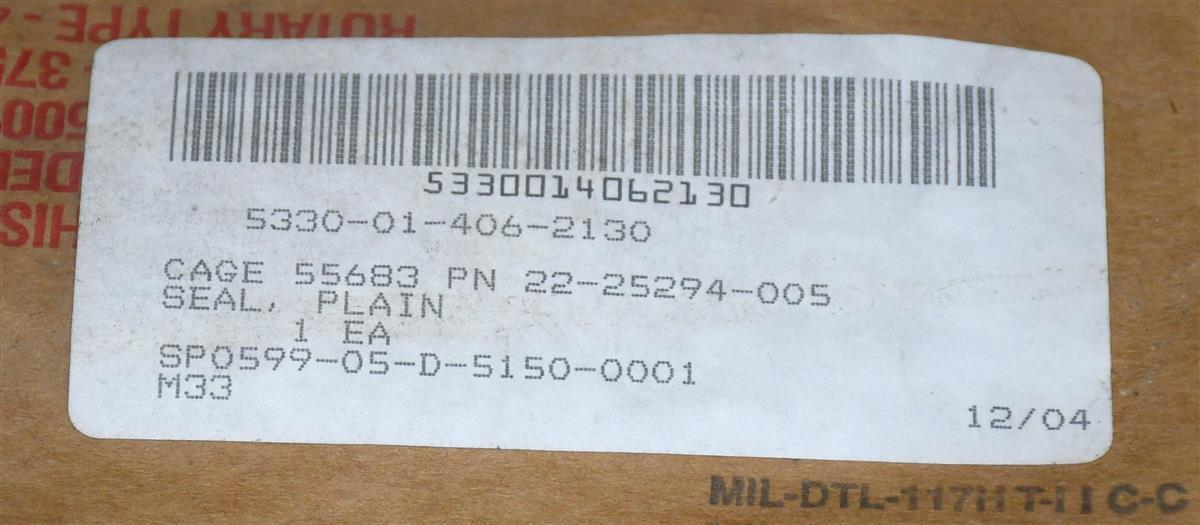 ROTARY TYPE -
5330014062130
5330-01-406-2130
CAGE 55683 PN 22-25294-005
SEAL, PLAIN
1 EA
SP0599-05-D-5150-0001
M33
12/04
MIL-DTL-117H T-I I C-C